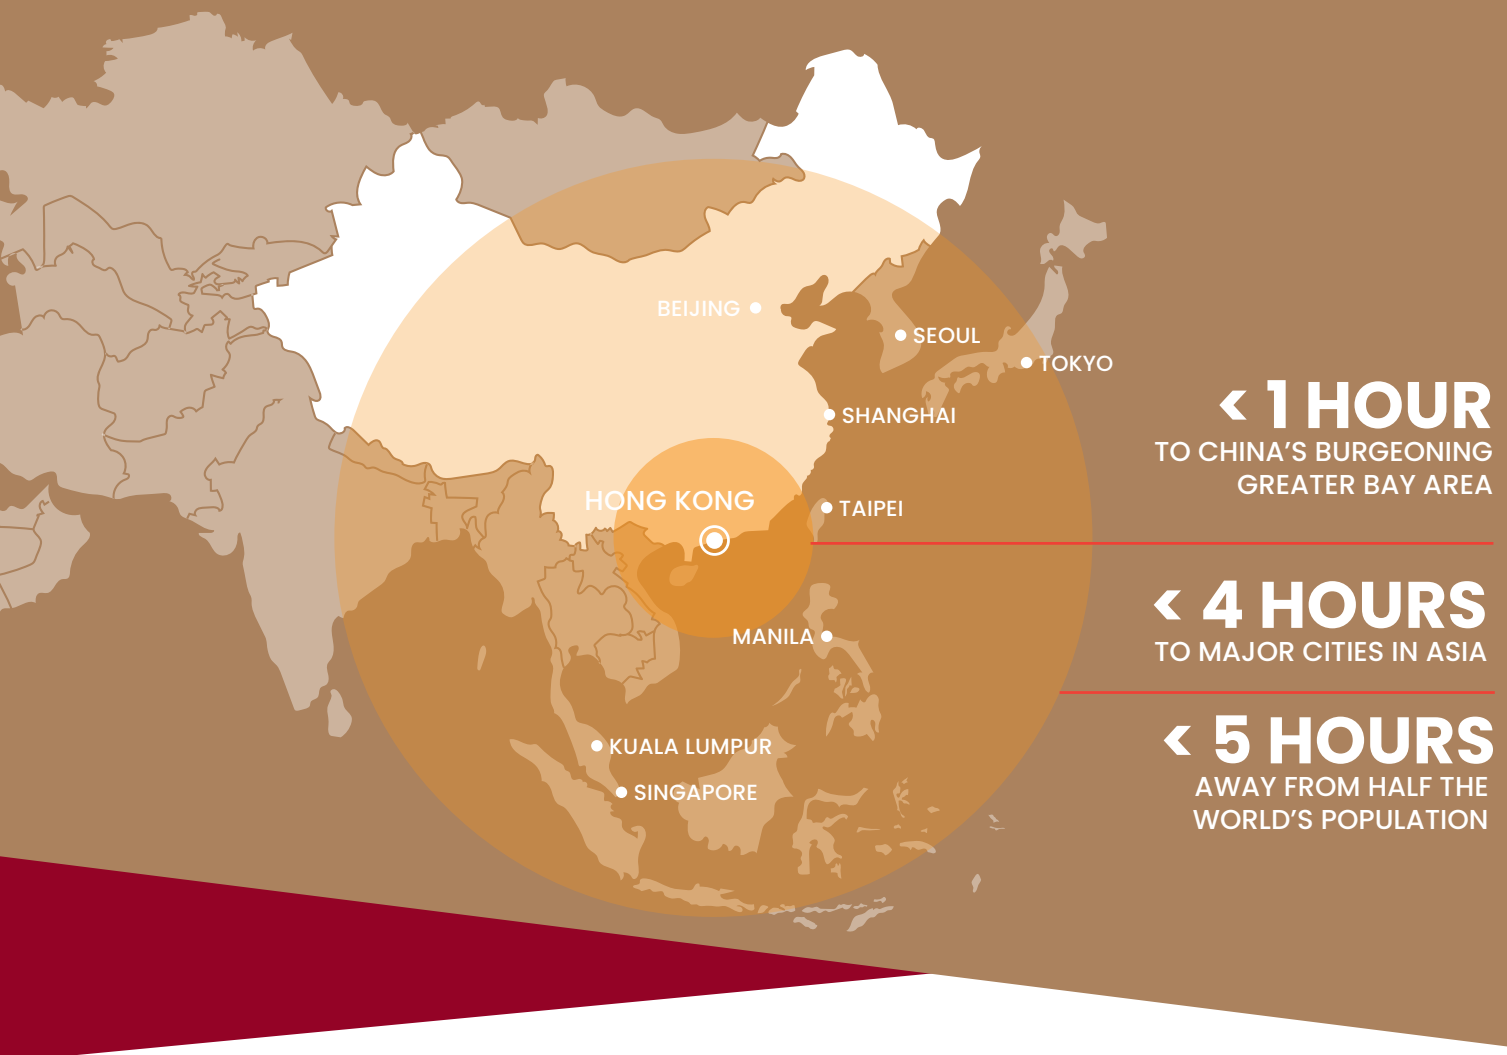 BEIJING
SEOUL
TOKYO
SHANGHAI
HONG KONG
TAIPEI
MANILA
KUALA LUMPUR
SINGAPORE
< 1 HOUR
TO CHINA’S BURGEONING
GREATER BAY AREA
< 4 HOURS
TO MAJOR CITIES IN ASIA
< 5 HOURS
AWAY FROM HALF THE
WORLD’S POPULATION